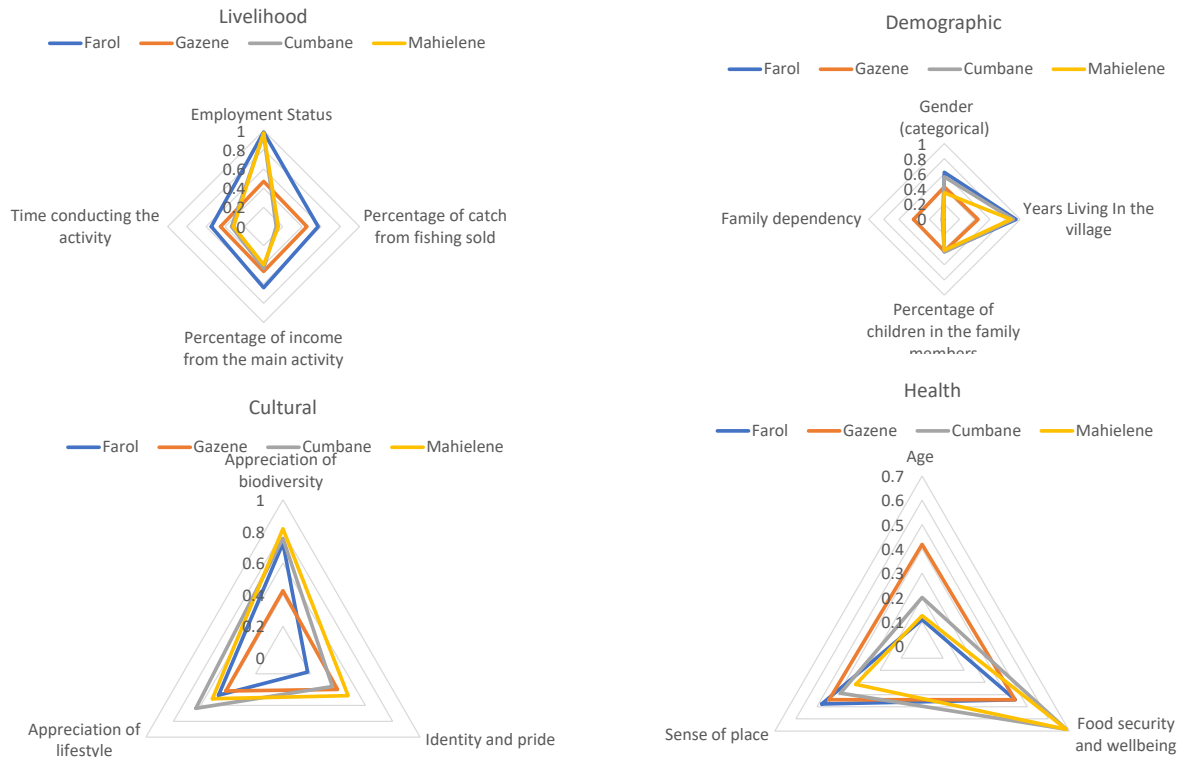 Livelihood
Farol Gazene Cumbane Mahielene
Employment Status
1
0.8
0.6
0.4
0.2
0
Time conducting the
activity
Percentage of catch
from fishing sold
Percentage of income
from the main activity
Demographic
Farol Gazene Cumbane Mahielene
Gender
(categorical)
1
0.8
0.6
0.4
0.2
0
Family dependency
Years Living In the
village
Percentage of
children in the family
members
Cultural
Farol Gazene Cumbane Mahielene
Appreciation of
biodiversity
1
0.8
0.6
0.4
0.2
0
Appreciation of
lifestyle
Identity and pride
Health
Farol Gazene Cumbane Mahielene
Age
0.7
0.6
0.5
0.4
0.3
0.2
0.1
0
Sense of place
Food security
and wellbeing